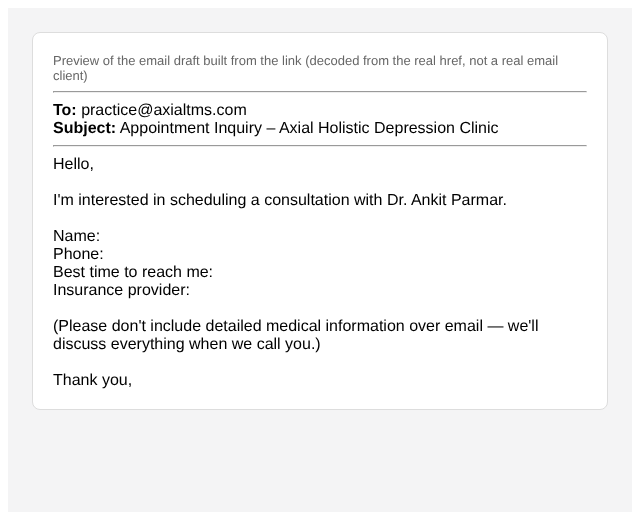 Preview of the email draft built from the link (decoded from the real href, not a real email
client)
To: practice@axialtms.com
Subject: Appointment Inquiry – Axial Holistic Depression Clinic
Hello,
I'm interested in scheduling a consultation with Dr. Ankit Parmar.
Name:
Phone:
Best time to reach me:
Insurance provider:
(Please don't include detailed medical information over email — we'll
discuss everything when we call you.)
Thank you,